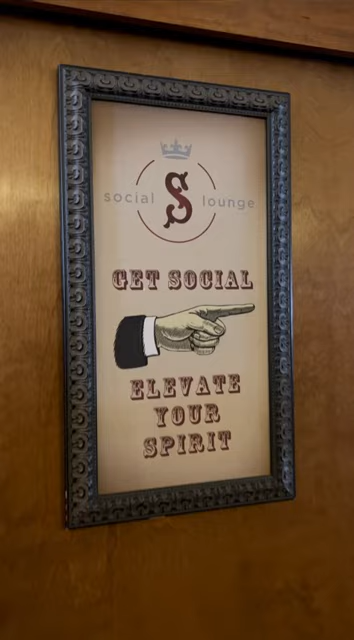 social S lounge
GET SOCIAL
ELEVATE
YOUR
SPIRIT